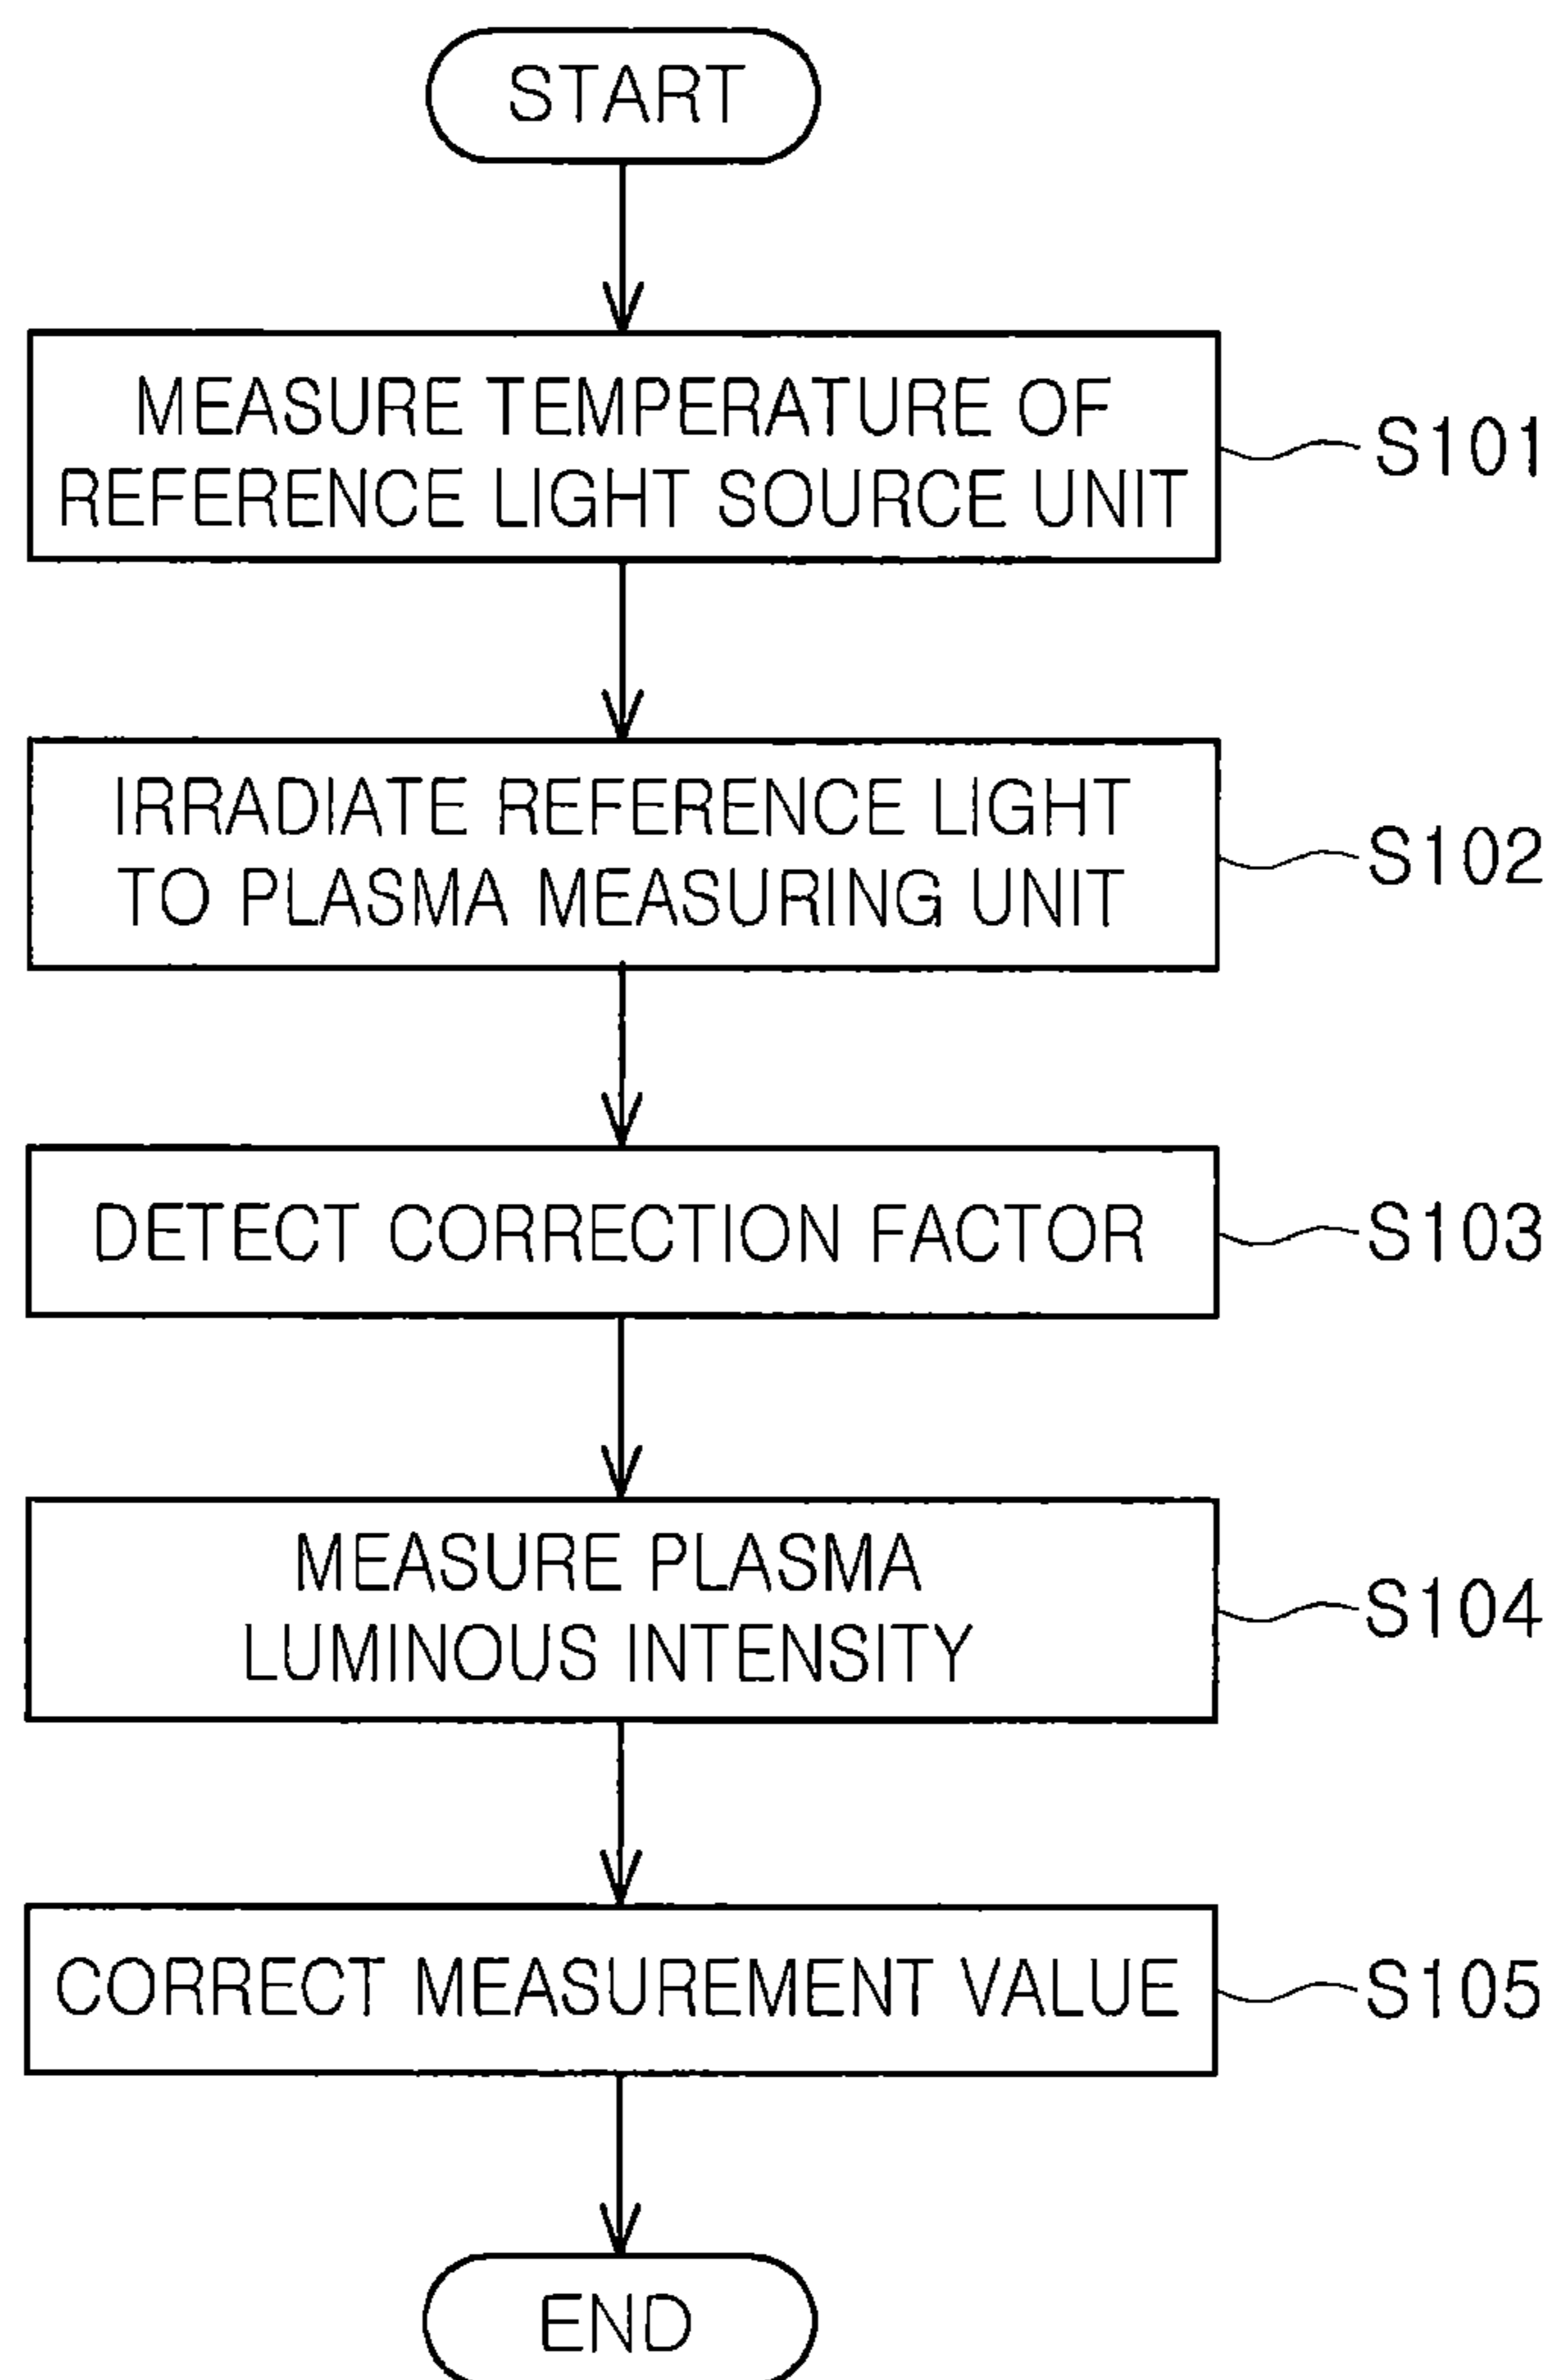 START
MEASURE TEMPERATURE OF
REFERENCE LIGHT SOURCE UNIT
S101
IRRADIATE REFERENCE LIGHT
TO PLASMA MEASURING UNIT
S102
DETECT CORRECTION FACTOR
S103
MEASURE PLASMA
LUMINOUS INTENSITY
S104
CORRECT MEASUREMENT VALUE
S105
END